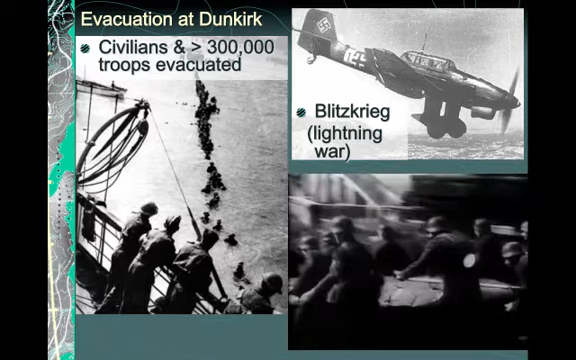 Evacuation at Dunkirk
Civilians & > 300,000
troops evacuated
Blitzkrieg
(lightning
war)